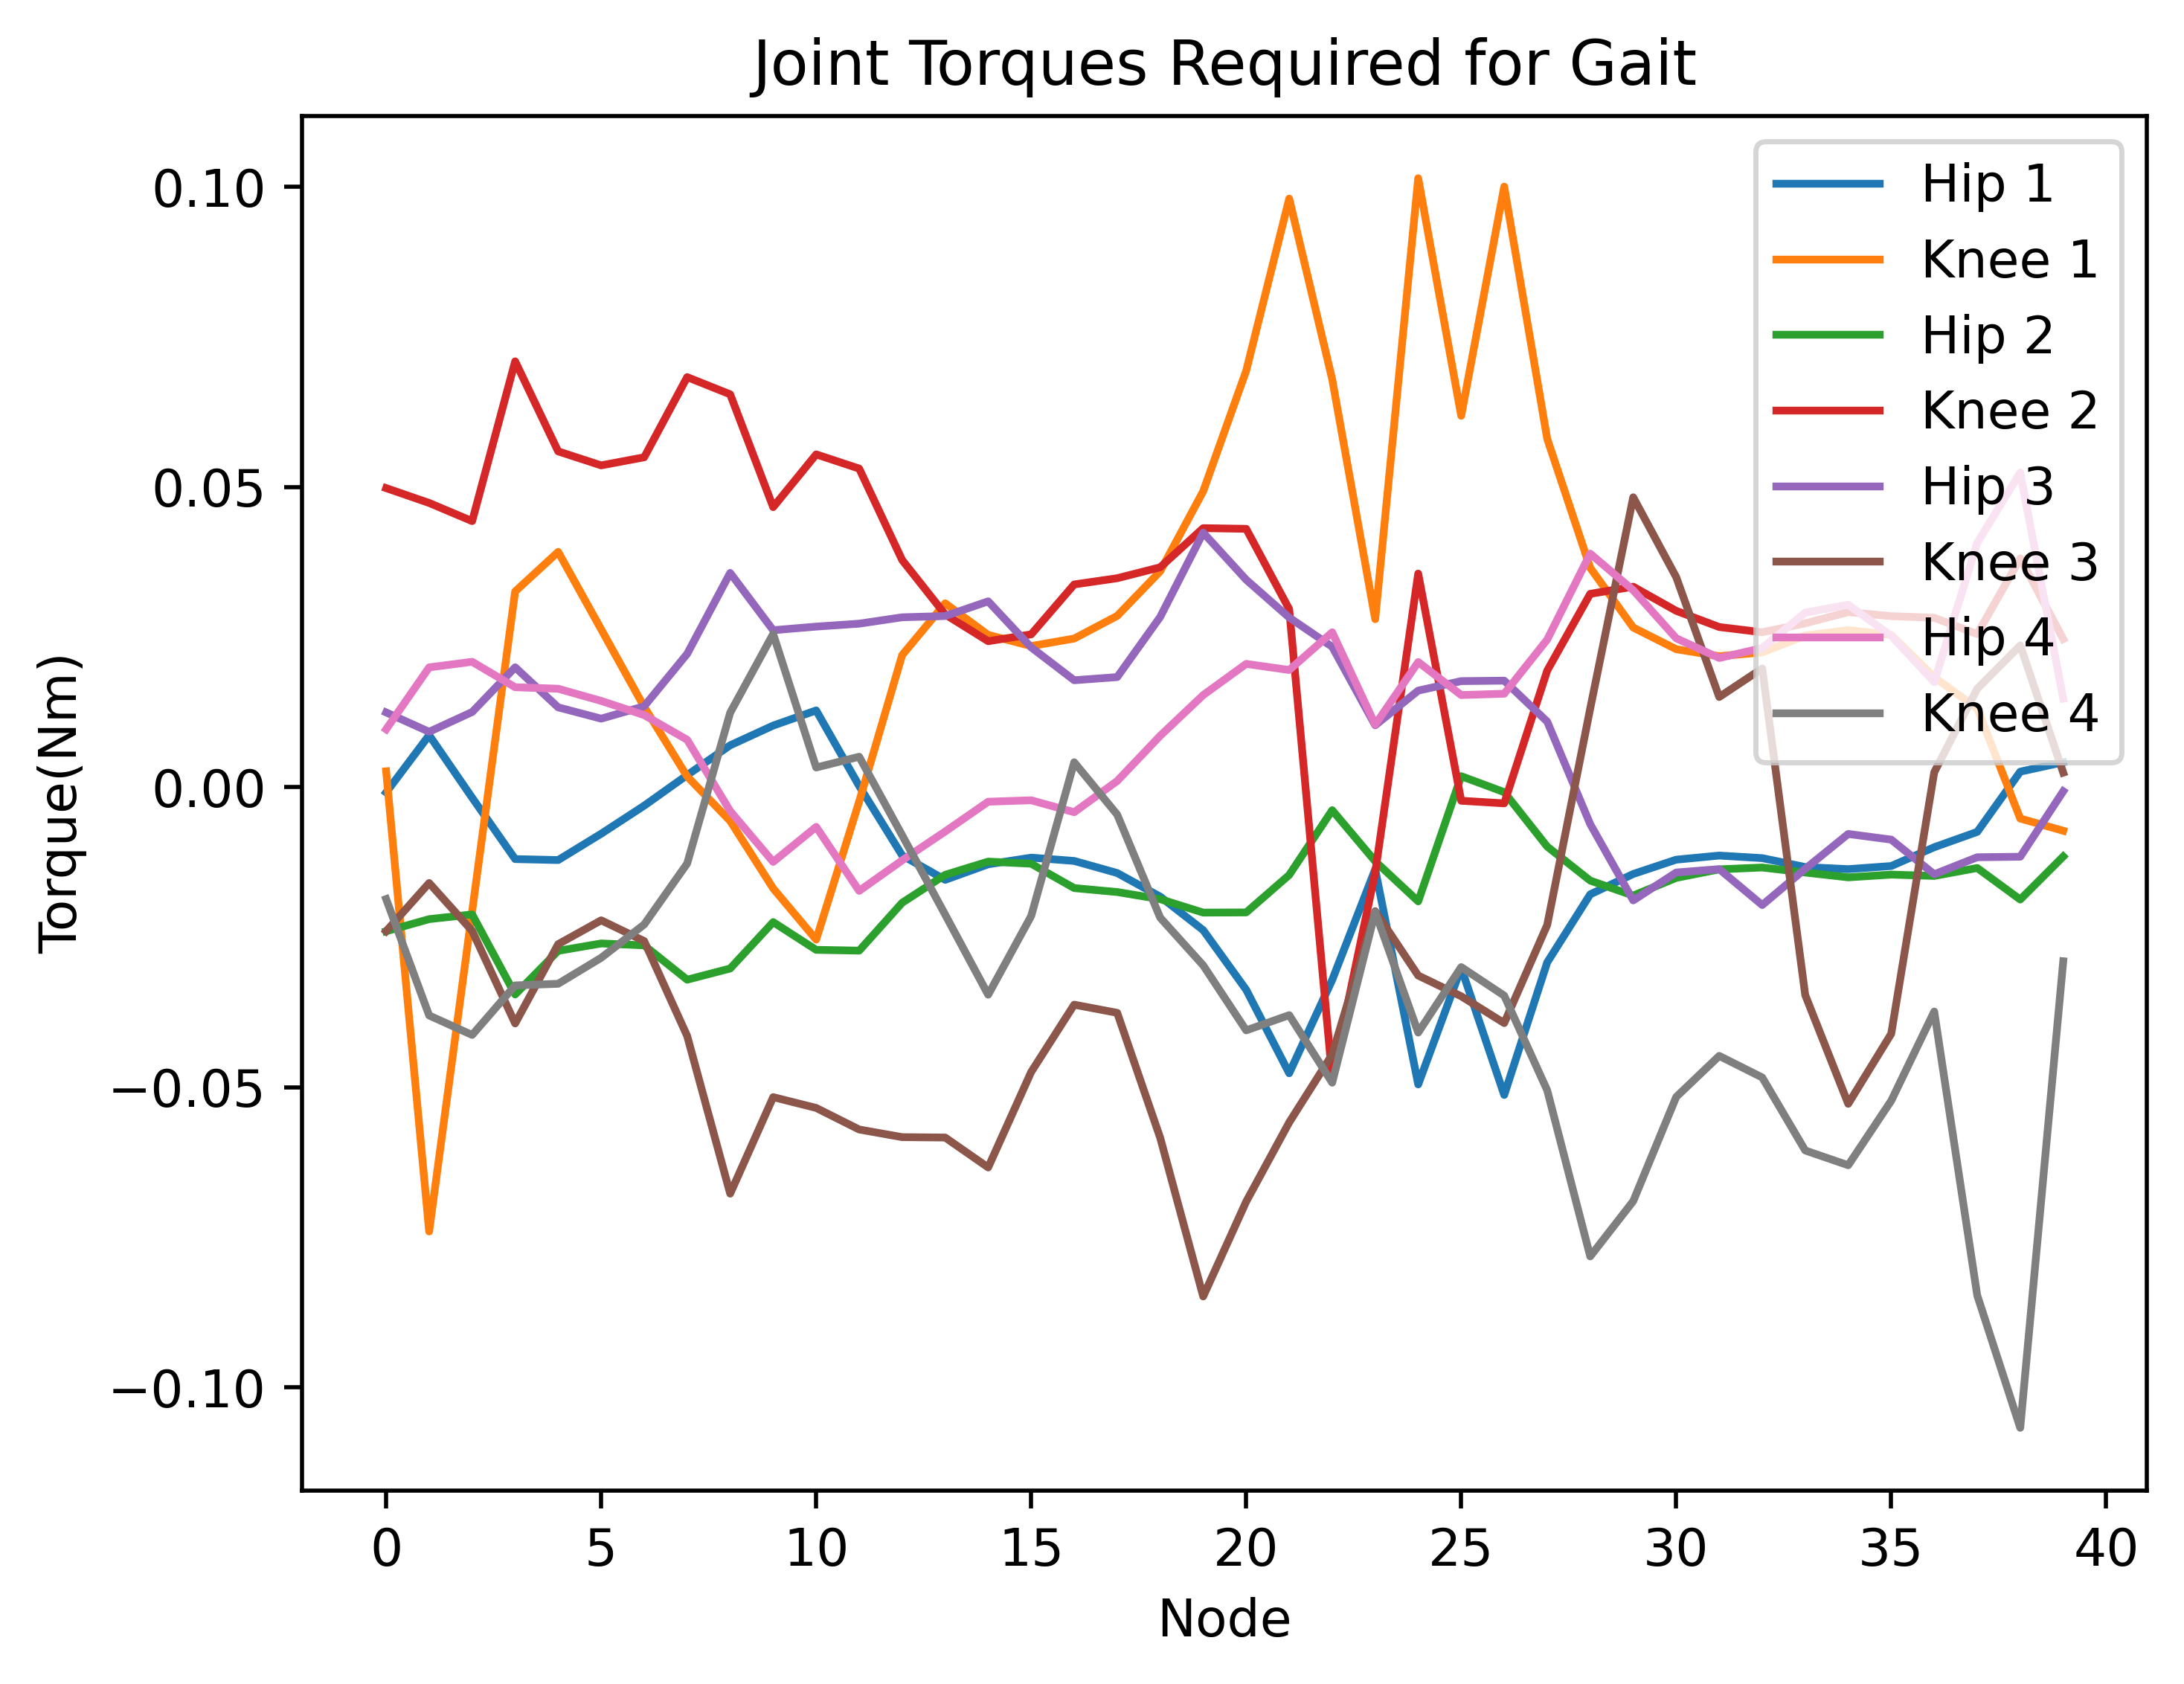 Joint Torques Required for Gait
Torque(Nm)
0.10
0.05
0.00
−0.05
−0.10
Hip 1
Knee 1
Hip 2
Knee 2
Hip 3
Knee 3
Hip 4
Knee 4
0 5 10 15 20 25 30 35 40
Node